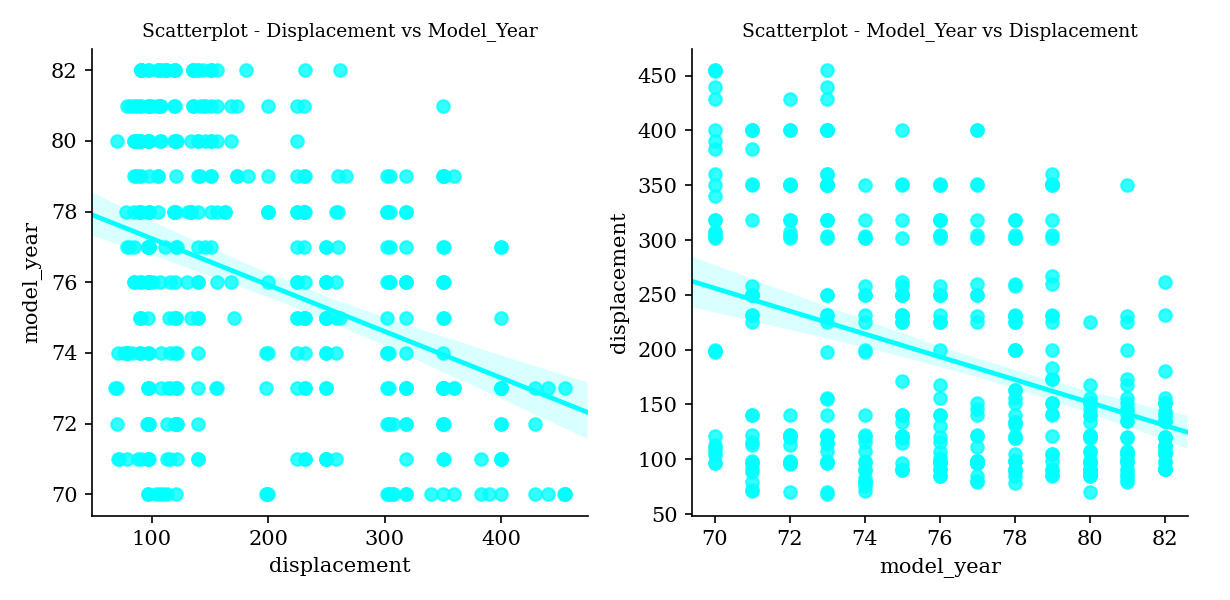 Scatterplot - Displacement vs Model_Year
82
80
78
76
74
72
70
model_year
100 200 300 400
displacement
Scatterplot - Model_Year vs Displacement
450
400
350
300
250
200
150
100
50
displacement
70 72 74 76 78 80 82
model_year